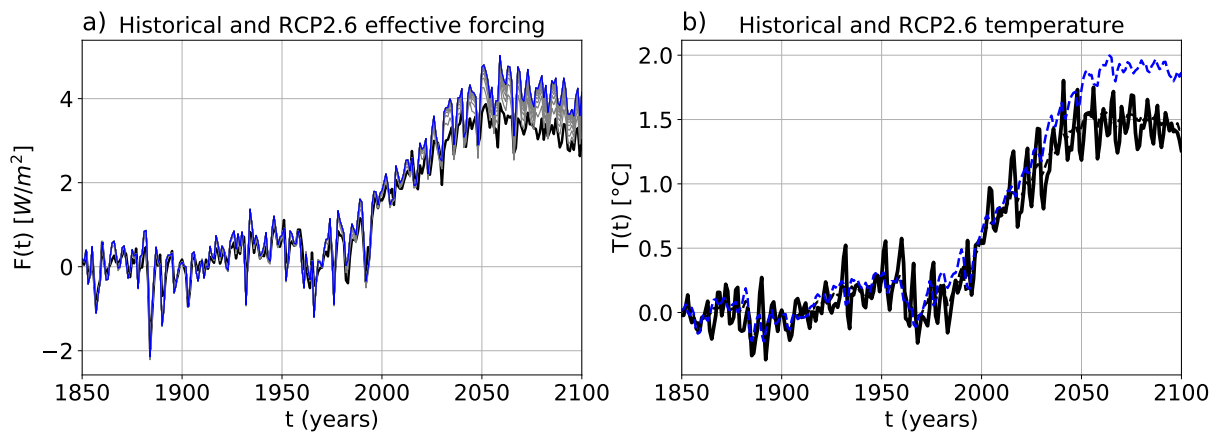 a) Historical and RCP2.6 effective forcing
F(t) [W/m²]
4
2
0
−2
1850 1900 1950 2000 2050 2100
t (years)
b) Historical and RCP2.6 temperature
T(t) [°C]
2.0
1.5
1.0
0.5
0.0
1850 1900 1950 2000 2050 2100
t (years)